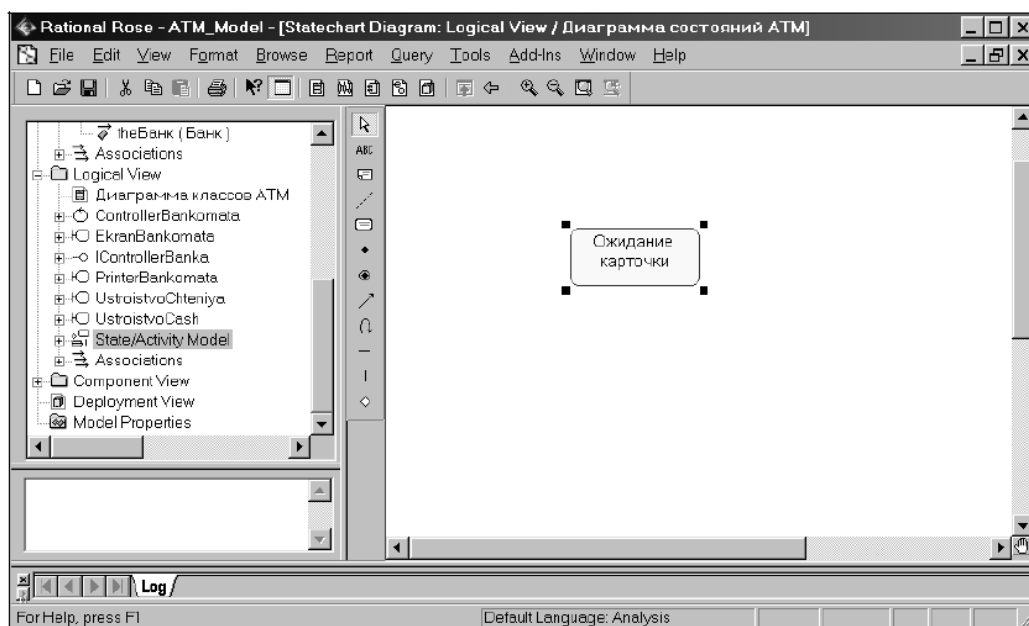 Rational Rose - ATM_Model - [Statechart Diagram: Logical View / Диаграмма состояний ATM]
File Edit View Format Browse Report Query Tools Add-Ins Window Help
theБанк ( Банк )
Associations
Logical View
Диаграмма классов ATM
ControllerBankomata
EkranBankomata
IControllerBanka
PrinterBankomata
UstroistvoChteniya
UstroistvoCash
State/Activity Model
Associations
Component View
Deployment View
Model Properties
ABC
Ожидание
карточки
Log
For Help, press F1
Default Language: Analysis